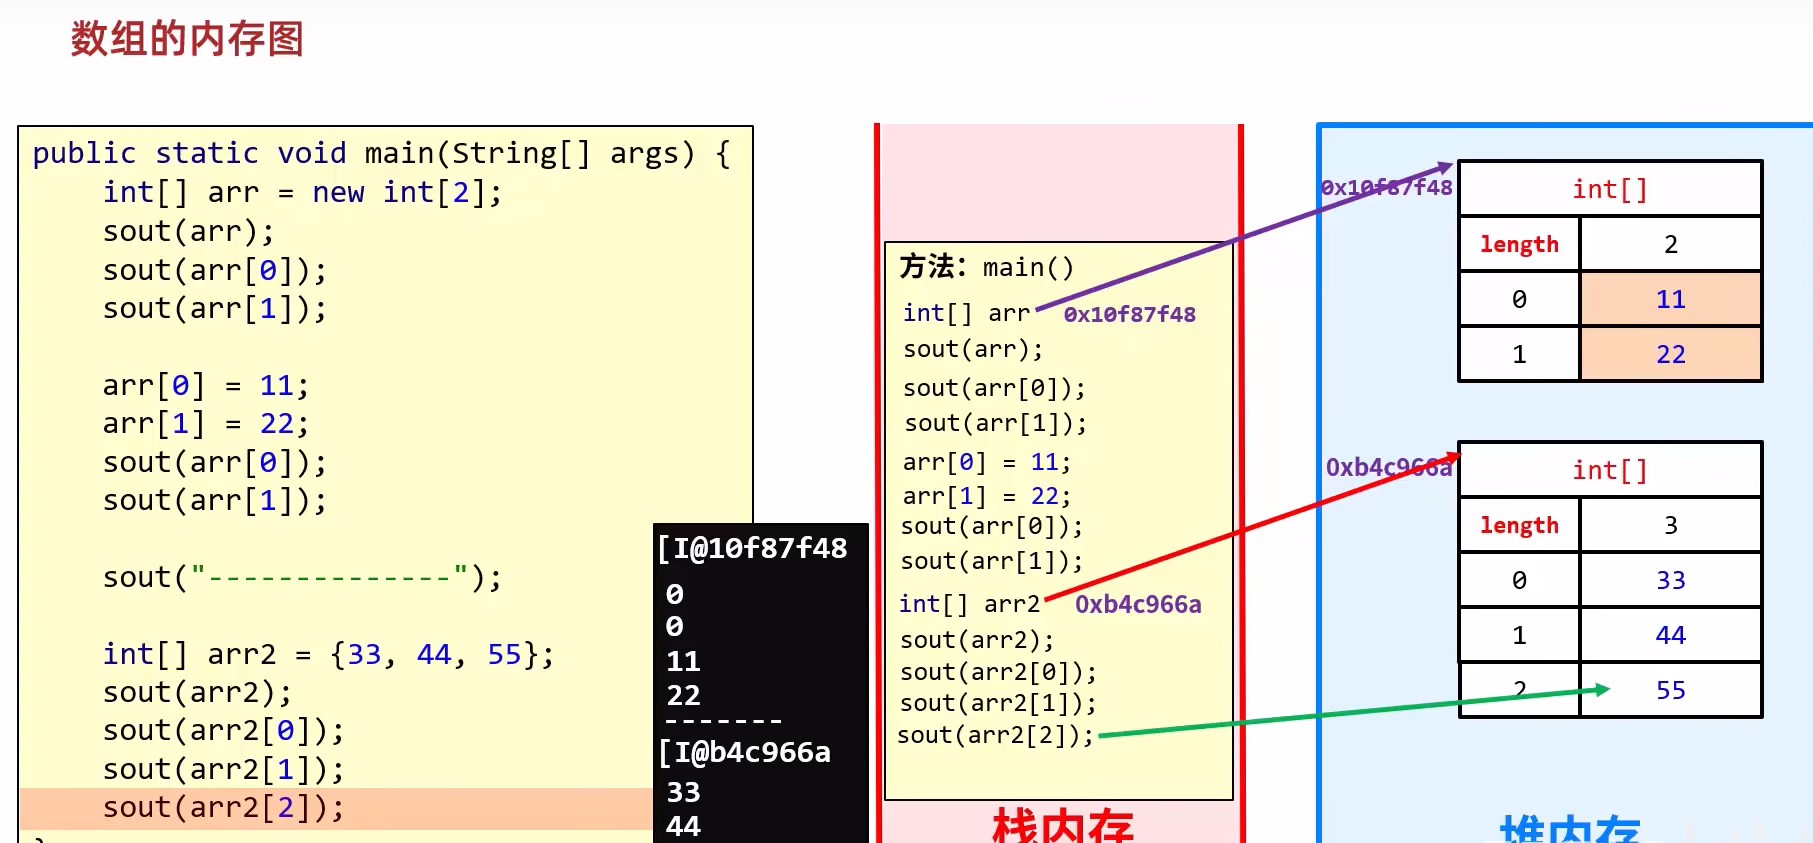 数组的内存图
public static void main(String[] args) {
int[] arr = new int[2];
sout(arr);
sout(arr[0]);
sout(arr[1]);
arr[0] = 11;
arr[1] = 22;
sout(arr[0]);
sout(arr[1]);
sout("--------------");
int[] arr2 = {33, 44, 55};
sout(arr2);
sout(arr2[0]);
sout(arr2[1]);
sout(arr2[2]);
[I@10f87f48
0
0
11
22
-------
[I@b4c966a
33
44
方法：main()
int[] arr 0x10f87f48
sout(arr);
sout(arr[0]);
sout(arr[1]);
arr[0] = 11;
arr[1] = 22;
sout(arr[0]);
sout(arr[1]);
int[] arr2 0xb4c966a
sout(arr2);
sout(arr2[0]);
sout(arr2[1]);
sout(arr2[2]);
栈内存
0x10f87f48
int[]
length 2
0 11
1 22
0xb4c966a
int[]
length 3
0 33
1 44
2 55
堆内存